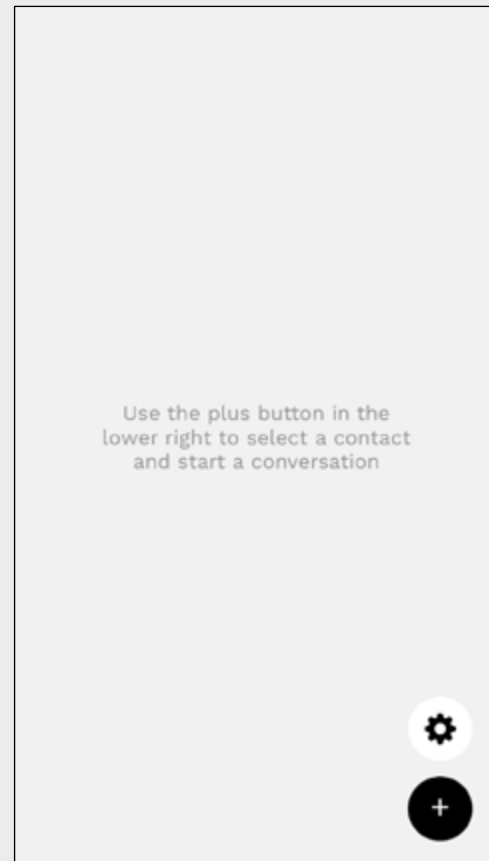 Use the plus button in the
lower right to select a contact
and start a conversation
+